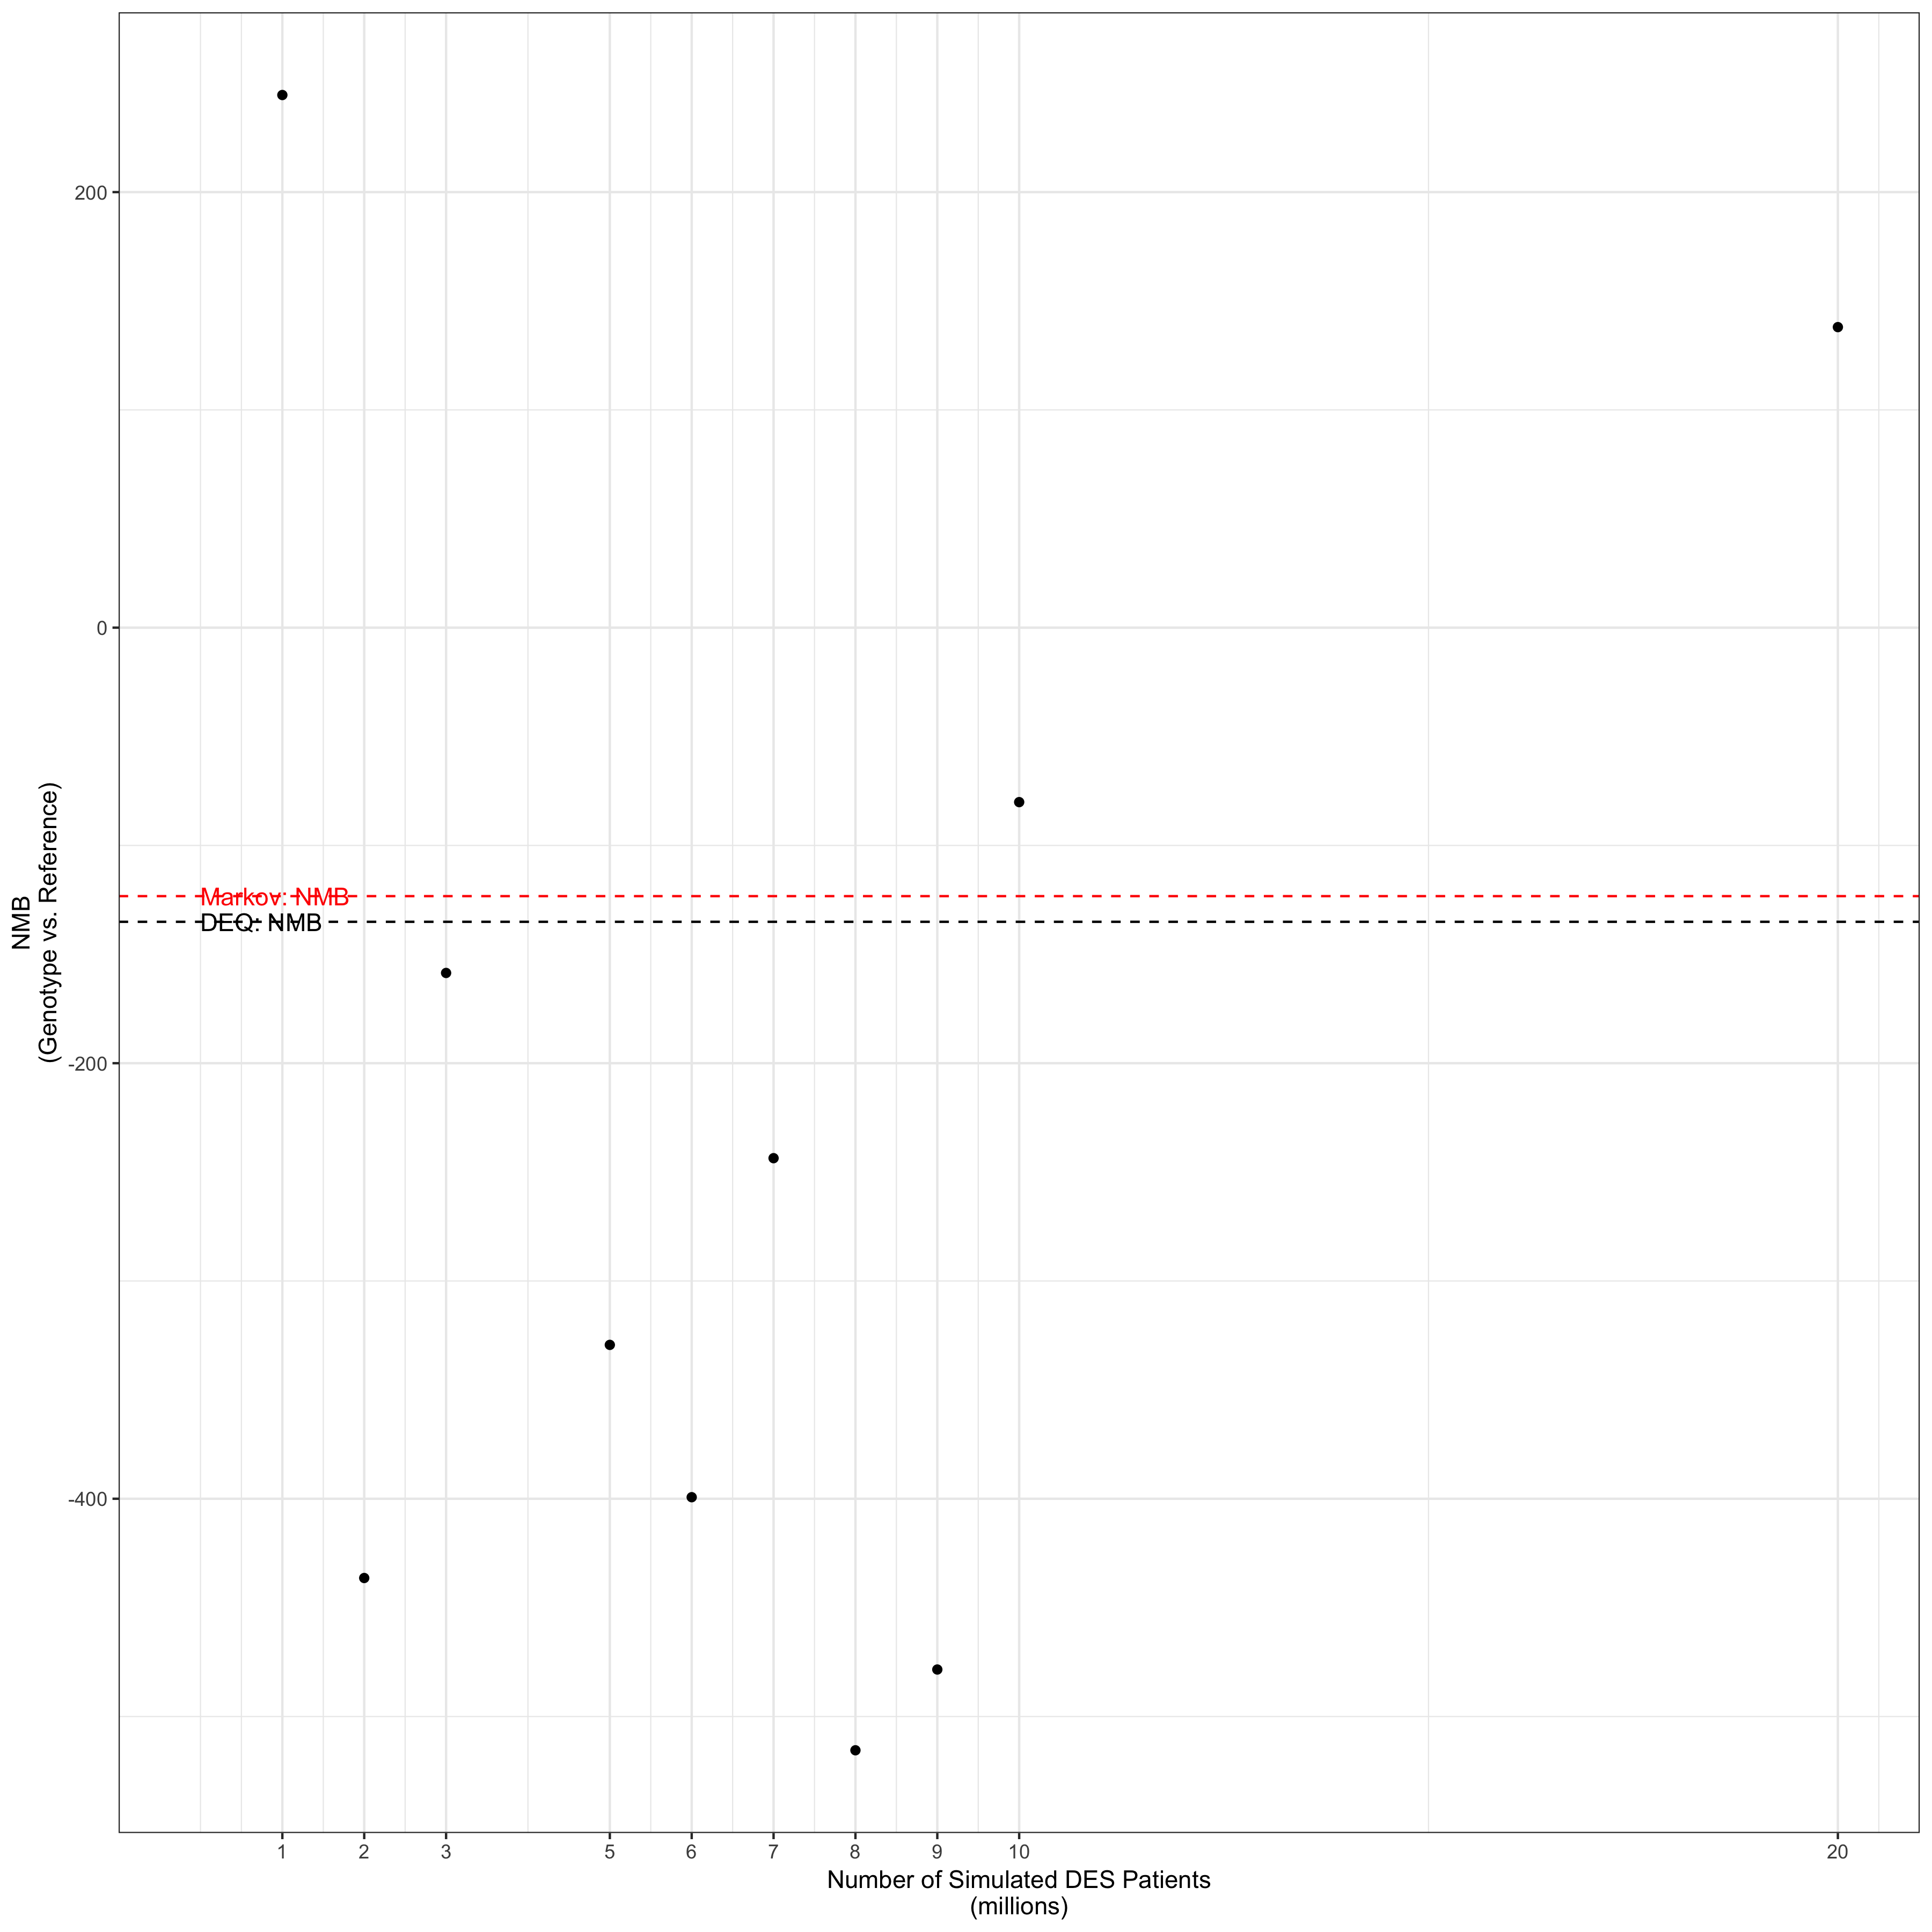 NMB
(Genotype vs. Reference)
200
0
-200
-400
Markov: NMB
DEQ: NMB
1 2 3 5 6 7 8 9 10 20
Number of Simulated DES Patients
(millions)